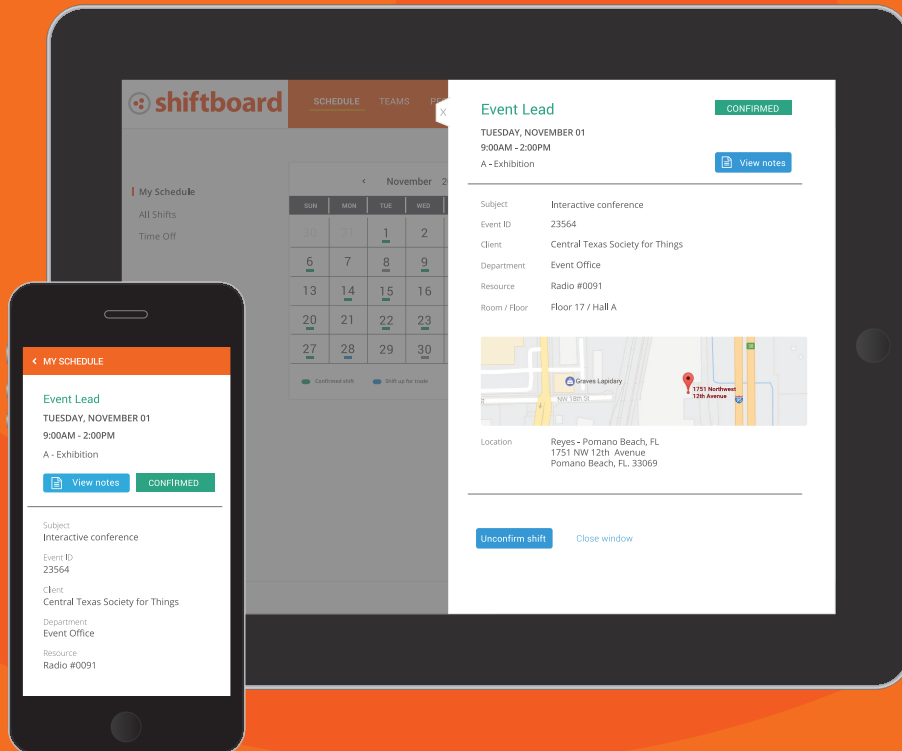 shiftboard
SCHEDULE TEAMS
My Schedule
All Shifts
Time Off
‹ November
SUN MON TUE WED
30 31 1 2
6 7 8 9
13 14 15 16
20 21 22 23
27 28 29 30
Confirmed shift Shift up for trade
X
Event Lead
CONFIRMED
TUESDAY, NOVEMBER 01
9:00AM - 2:00PM
A - Exhibition
View notes
Subject Interactive conference
Event ID 23564
Client Central Texas Society for Things
Department Event Office
Resource Radio #0091
Room / Floor Floor 17 / Hall A
Graves Lapidary
NW 18th St
1751 Northwest
12th Avenue
95
Location Reyes - Pomano Beach, FL
1751 NW 12th Avenue
Pomano Beach, FL. 33069
Unconfirm shift Close window
‹ MY SCHEDULE
Event Lead
TUESDAY, NOVEMBER 01
9:00AM - 2:00PM
A - Exhibition
View notes CONFIRMED
Subject
Interactive conference
Event ID
23564
Client
Central Texas Society for Things
Department
Event Office
Resource
Radio #0091